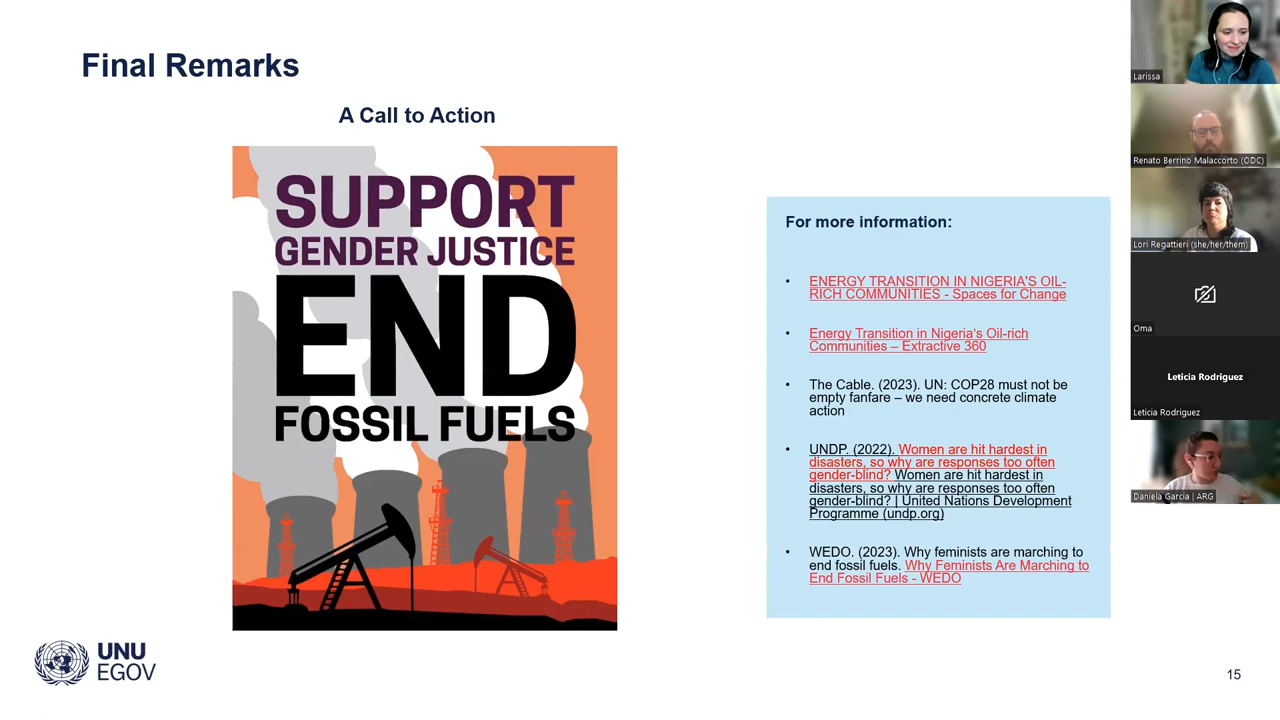 Final Remarks
A Call to Action
SUPPORT
GENDER JUSTICE
END
FOSSIL FUELS
For more information:
• ENERGY TRANSITION IN NIGERIA'S OIL-
RICH COMMUNITIES - Spaces for Change
• Energy Transition in Nigeria's Oil-rich
Communities – Extractive 360
• The Cable. (2023). UN: COP28 must not be
empty fanfare – we need concrete climate
action
• UNDP. (2022). Women are hit hardest in
disasters, so why are responses too often
gender-blind? Women are hit hardest in
disasters, so why are responses too often
gender-blind? | United Nations Development
Programme (undp.org)
• WEDO. (2023). Why feminists are marching to
end fossil fuels. Why Feminists Are Marching to
End Fossil Fuels - WEDO
UNU
EGOV
15
Larissa
Renato Berrino Malaccorto (ODC)
Lori Regattieri (she/her/them)
Oma
Leticia Rodriguez
Leticia Rodriguez
Daniela Garcia | ARG